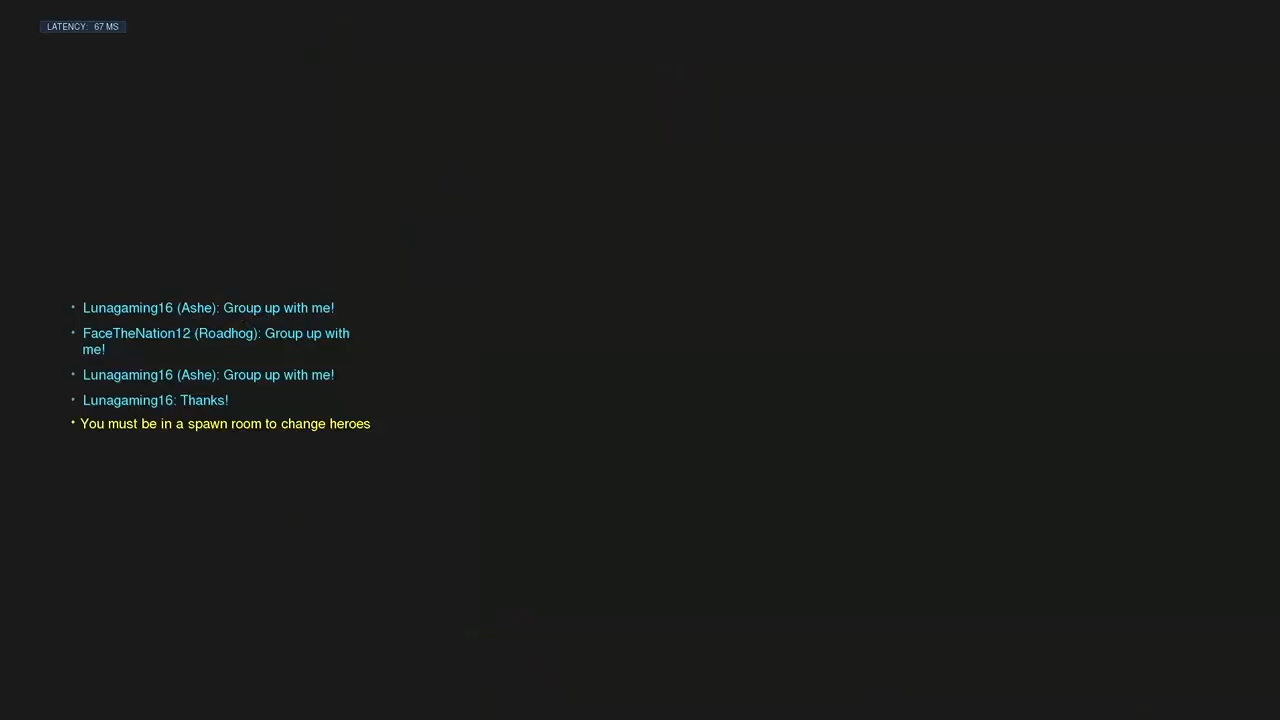 LATENCY: 67 MS
• Lunagaming16 (Ashe): Group up with me!
• FaceTheNation12 (Roadhog): Group up with
me!
• Lunagaming16 (Ashe): Group up with me!
• Lunagaming16: Thanks!
• You must be in a spawn room to change heroes